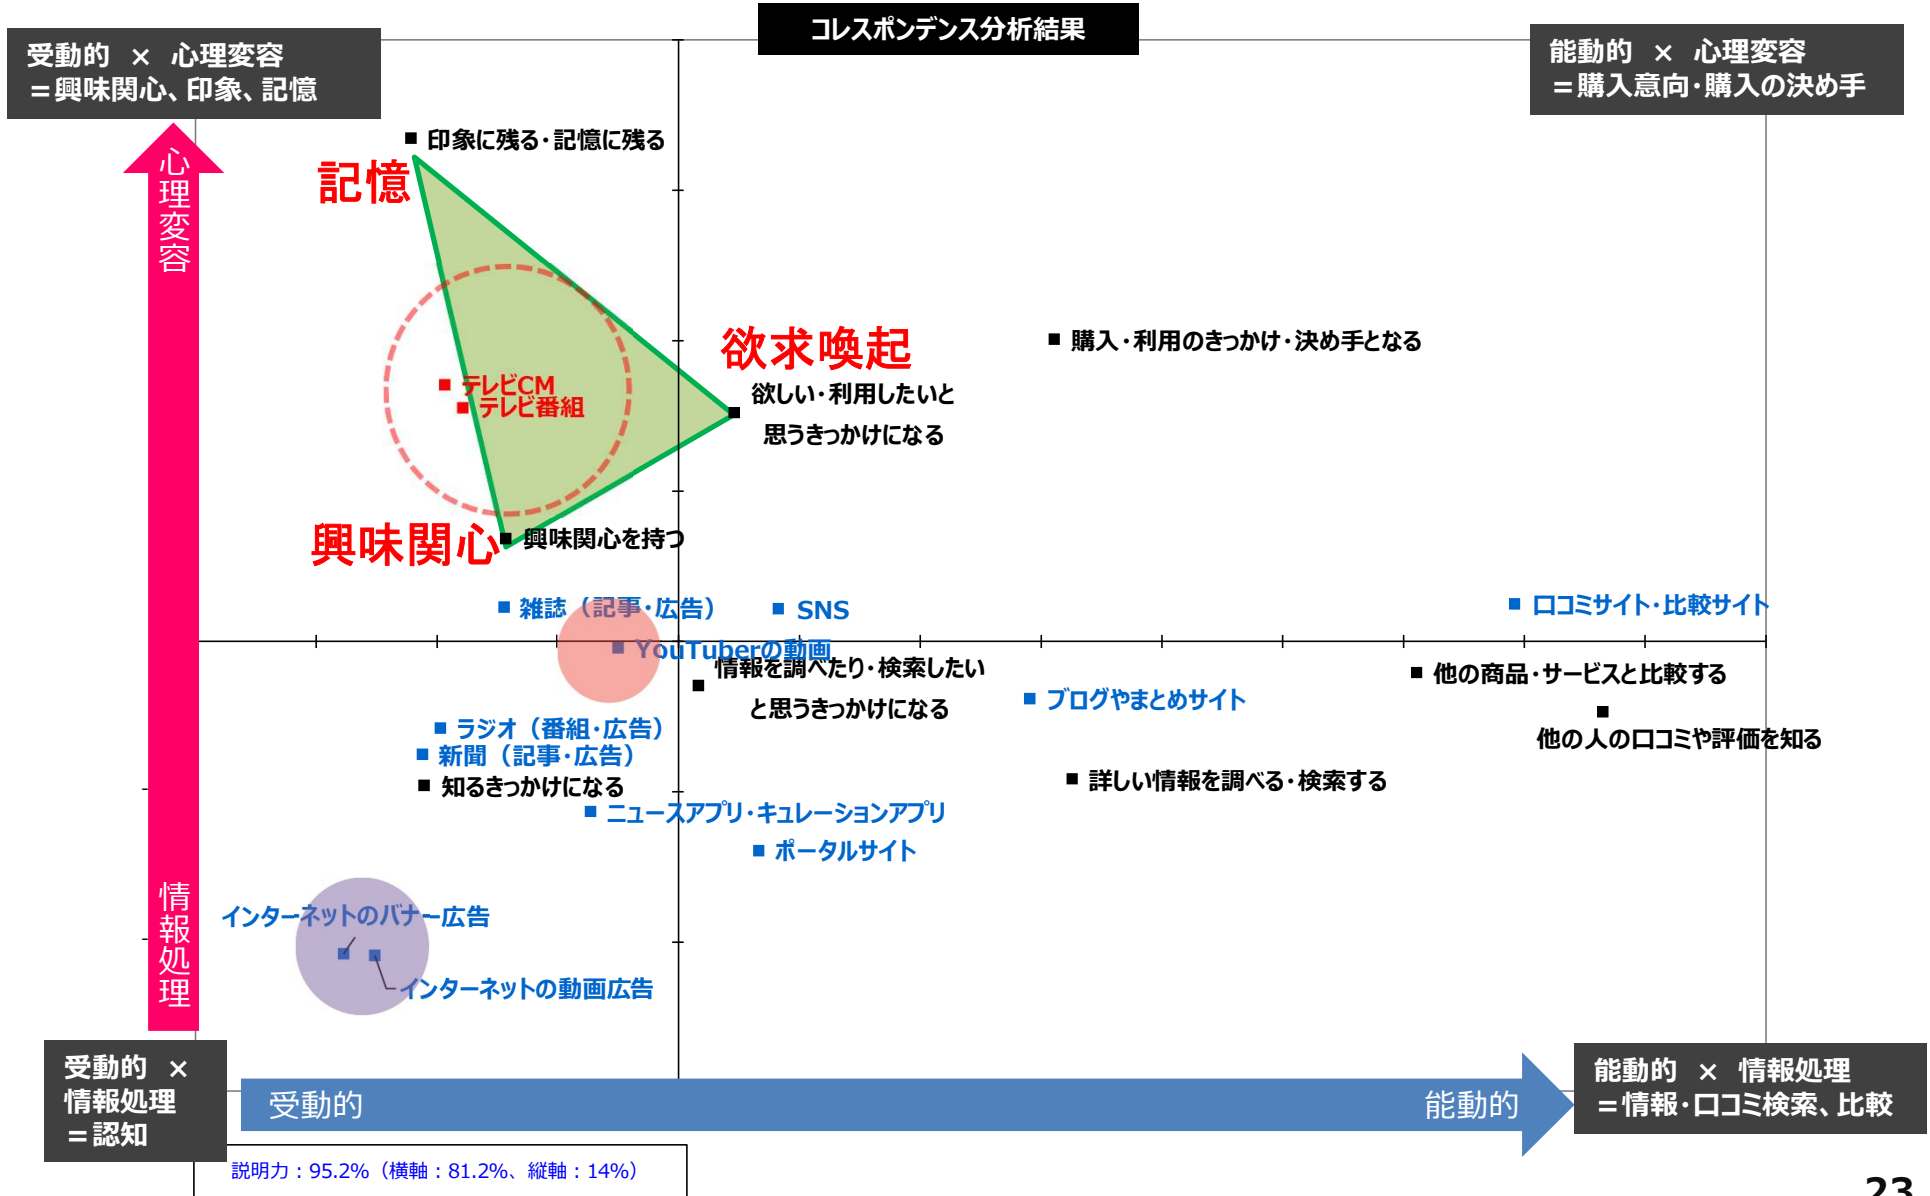 コレスポンデンス分析結果
受動的 × 心理変容
＝興味関心、印象、記憶
能動的 × 心理変容
＝購入意向･購入の決め手
心理変容
印象に残る･記憶に残る
記憶
欲求喚起
購入･利用のきっかけ･決め手となる
欲しい･利用したいと
思うきっかけになる
テレビCM
テレビ番組
興味関心
興味関心を持つ
雑誌（記事･広告）
SNS
口コミサイト･比較サイト
YouTuberの動画
情報を調べたり･検索したい
と思うきっかけになる
他の商品･サービスと比較する
ブログやまとめサイト
ラジオ（番組･広告）
他の人の口コミや評価を知る
新聞（記事･広告）
知るきっかけになる
詳しい情報を調べる･検索する
ニュースアプリ･キュレーションアプリ
ポータルサイト
情報処理
インターネットのバナー広告
インターネットの動画広告
受動的 ×
情報処理
＝認知
受動的
能動的
能動的 × 情報処理
＝情報･口コミ検索、比較
説明力：95.2%（横軸：81.2%、縦軸：14%）
23